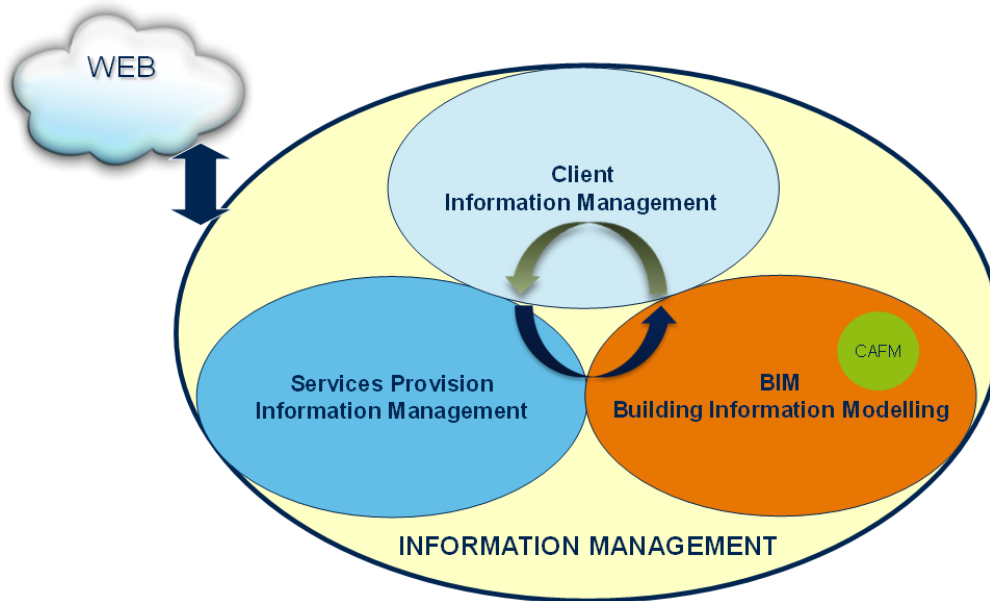 WEB
Client
Information Management
CAFM
Services Provision
Information Management
BIM
Building Information Modelling
INFORMATION MANAGEMENT